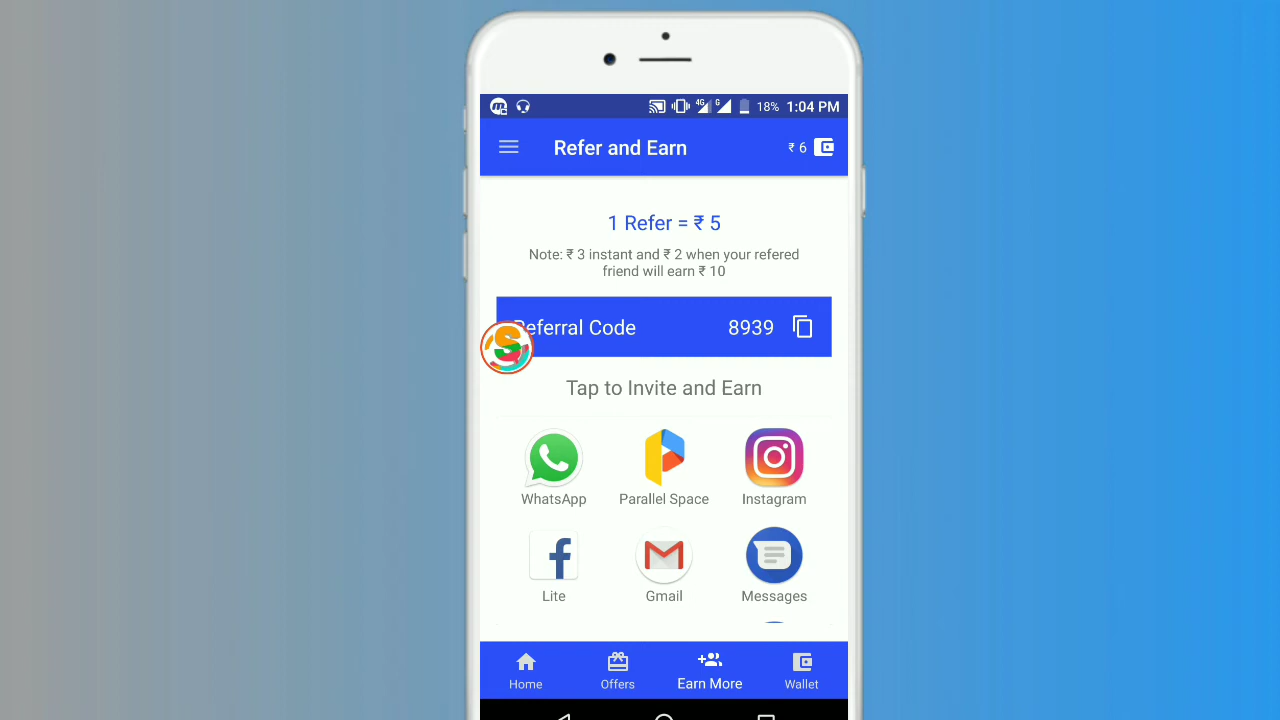 4G G 18% 1:04 PM
Refer and Earn ₹ 6
1 Refer = ₹ 5
Note: ₹ 3 instant and ₹ 2 when your refered
friend will earn ₹ 10
Referral Code 8939
Tap to Invite and Earn
WhatsApp Parallel Space Instagram
Lite Gmail Messages
Home Offers Earn More Wallet